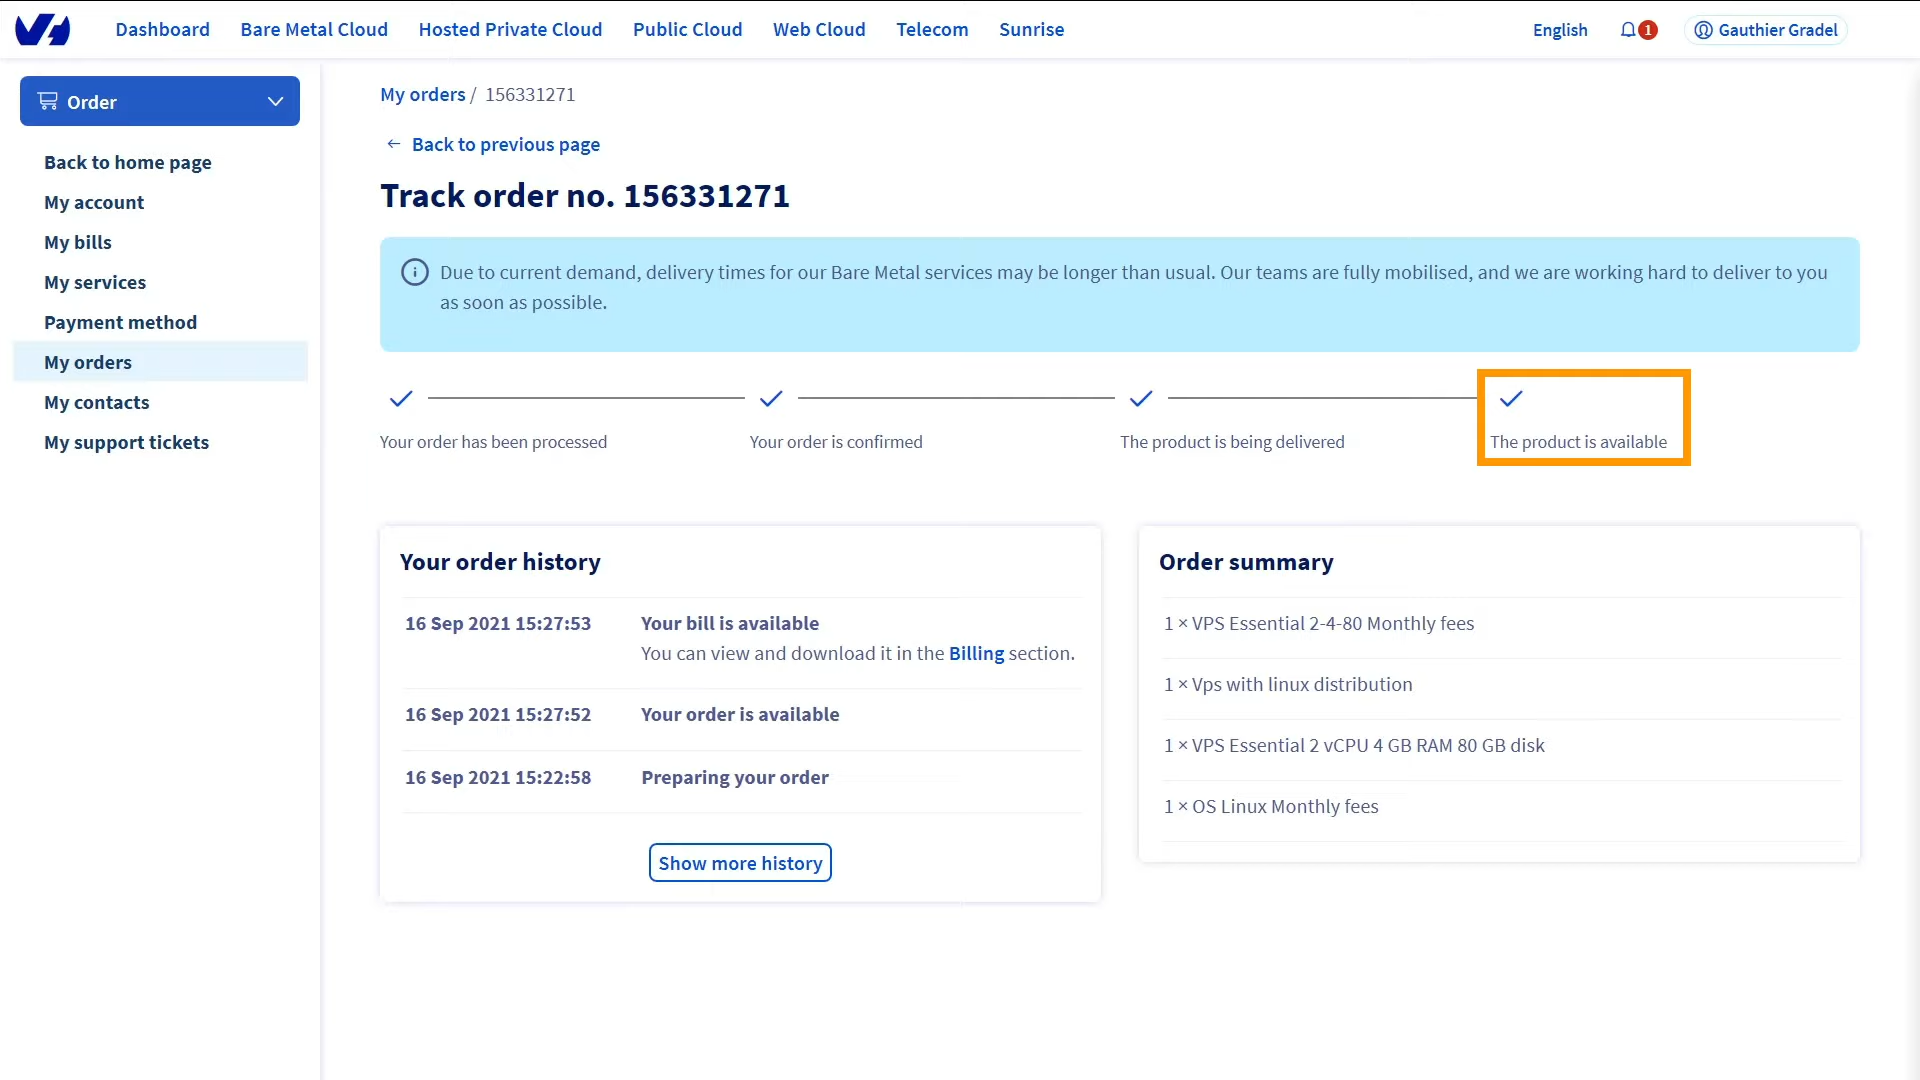 Dashboard
Bare Metal Cloud
Hosted Private Cloud
Public Cloud
Web Cloud
Telecom
Sunrise
English
1
Gauthier Gradel
Order
Back to home page
My account
My bills
My services
Payment method
My orders
My contacts
My support tickets
My orders / 156331271
← Back to previous page
Track order no. 156331271
Due to current demand, delivery times for our Bare Metal services may be longer than usual. Our teams are fully mobilised, and we are working hard to deliver to you
as soon as possible.
Your order has been processed
Your order is confirmed
The product is being delivered
The product is available
Your order history
16 Sep 2021 15:27:53
Your bill is available
You can view and download it in the Billing section.
16 Sep 2021 15:27:52
Your order is available
16 Sep 2021 15:22:58
Preparing your order
Show more history
Order summary
1 × VPS Essential 2-4-80 Monthly fees
1 × Vps with linux distribution
1 × VPS Essential 2 vCPU 4 GB RAM 80 GB disk
1 × OS Linux Monthly fees